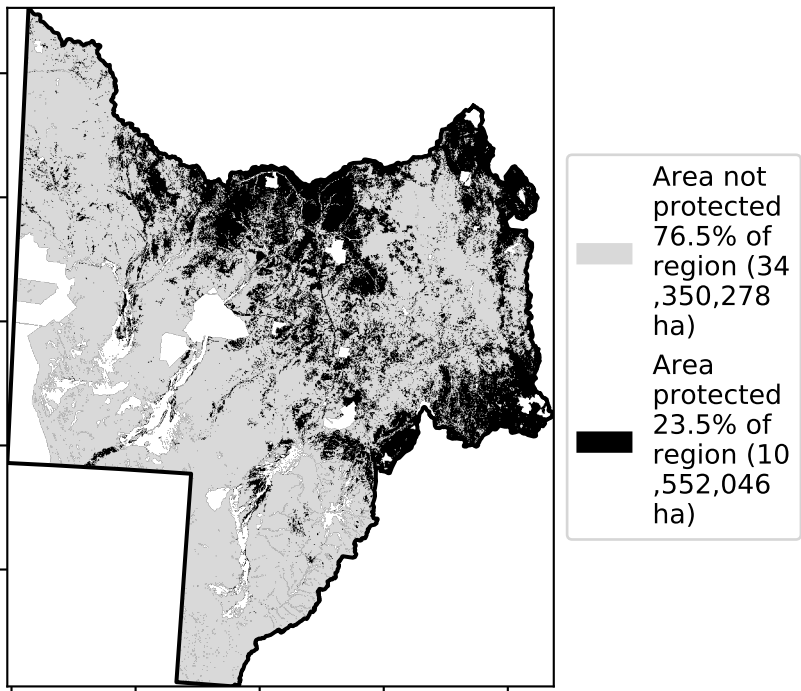 Area not
protected
76.5% of
region (34
,350,278
ha)
Area
protected
23.5% of
region (10
,552,046
ha)